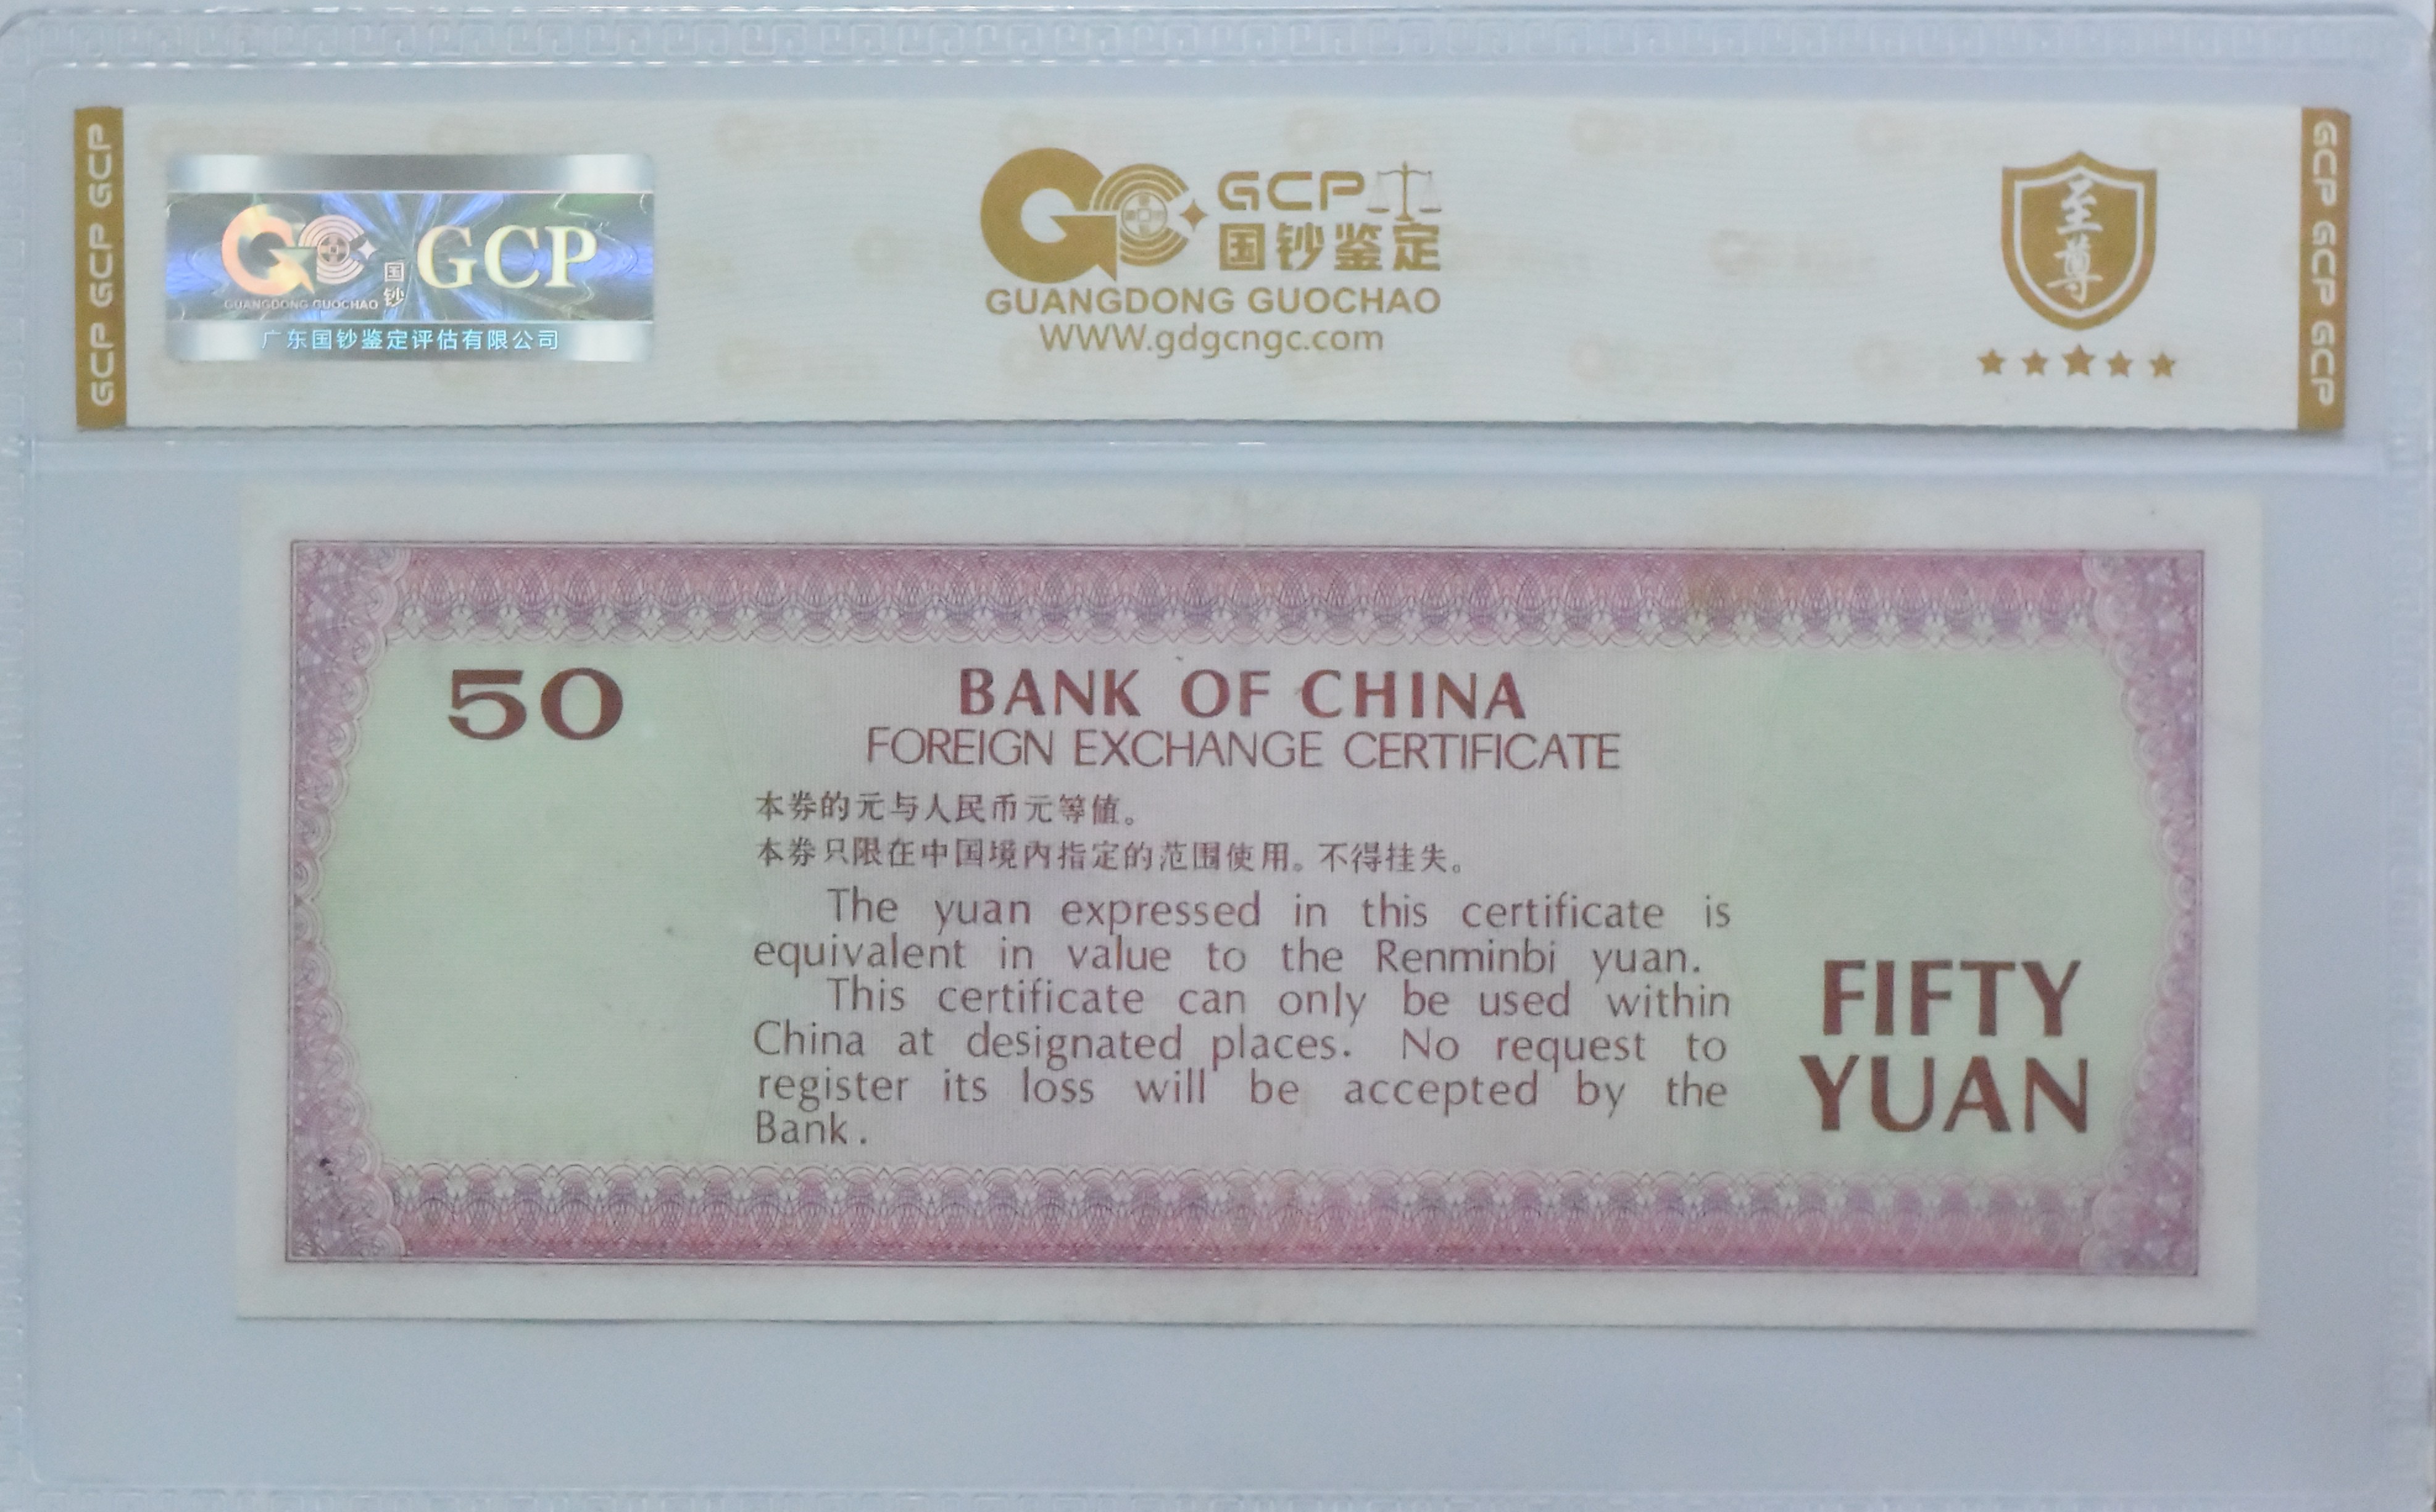 GCP GCP GCP
GCP
国钞
GUANGDONG GUOCHAO
广东国钞鉴定评估有限公司
GCP
国钞鉴定
GUANGDONG GUOCHAO
WWW.gdgcngc.com
至尊
GCP GCP GCP
50
BANK OF CHINA
FOREIGN EXCHANGE CERTIFICATE
本券的元与人民币元等值。
本券只限在中国境内指定的范围使用。不得挂失。
The yuan expressed in this certificate is
equivalent in value to the Renminbi yuan.
This certificate can only be used within
China at designated places. No request to
register its loss will be accepted by the
Bank.
FIFTY
YUAN